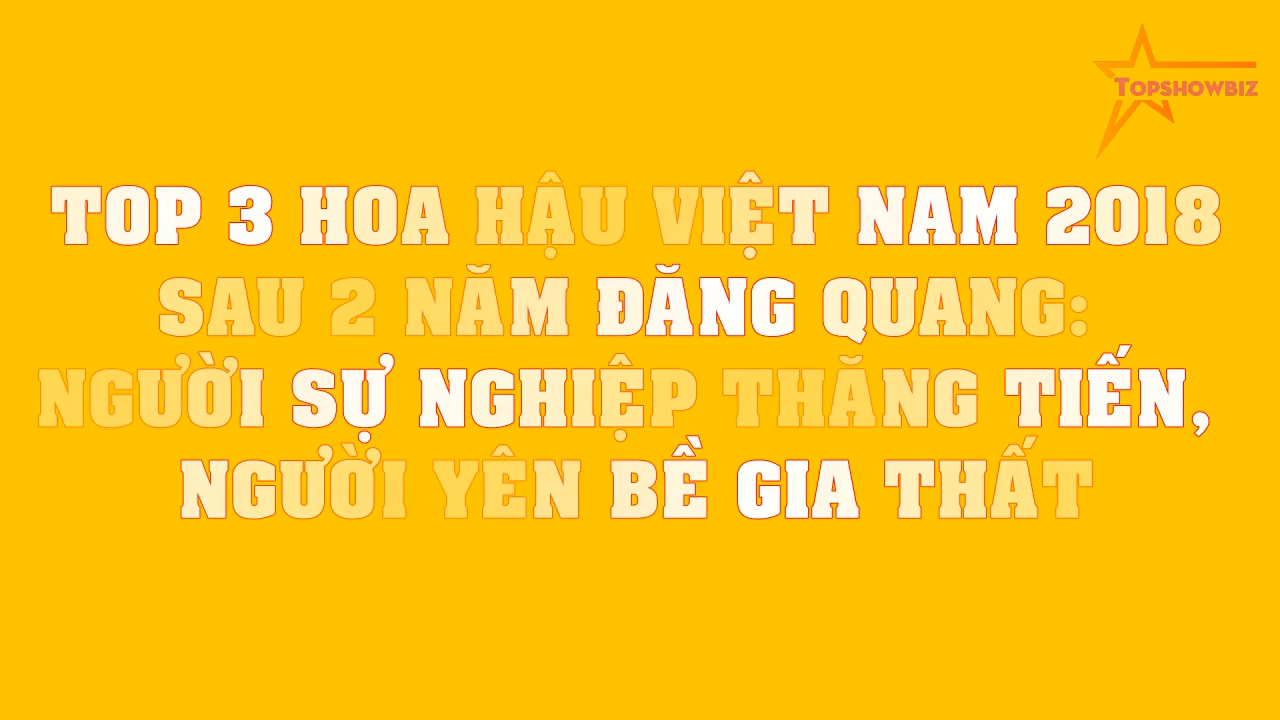 TOPSHOWBIZ
TOP 3 HOA HẬU VIỆT NAM 2018
SAU 2 NĂM ĐĂNG QUANG:
NGƯỜI SỰ NGHIỆP THĂNG TIẾN,
NGƯỜI YÊN BỀ GIA THẤT